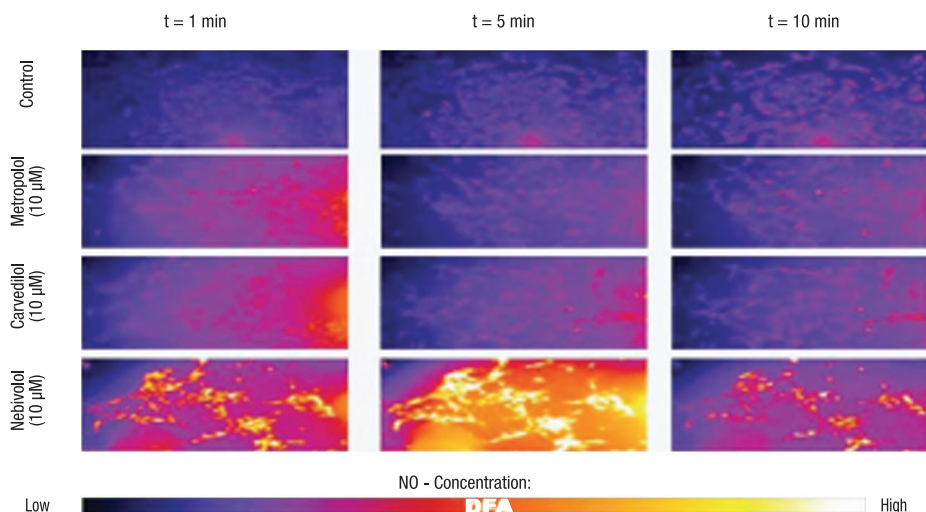 t = 1 min t = 5 min t = 10 min
Control
Metropolol
(10 µM)
Carvedilol
(10 µM)
Nebivolol
(10 µM)
NO - Concentration:
Low DFA High